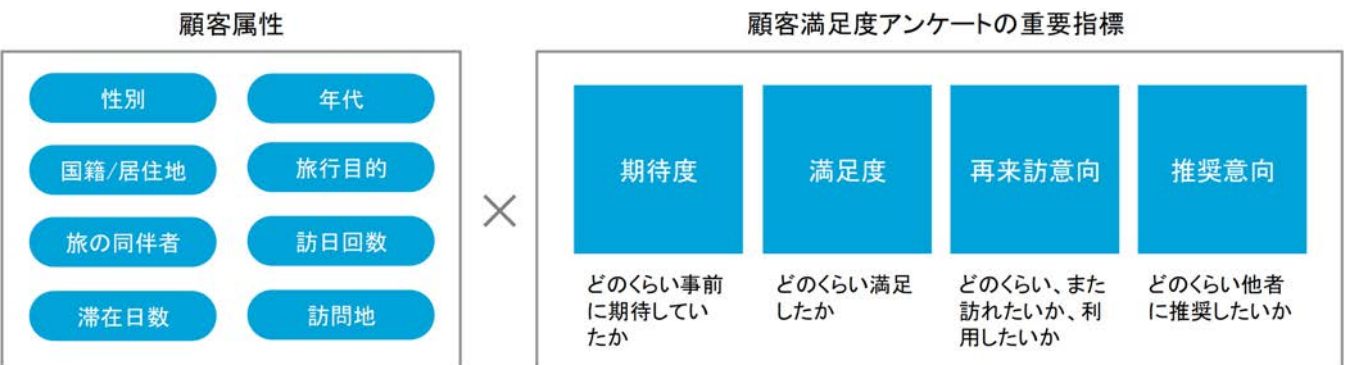 顧客属性
顧客満足度アンケートの重要指標
性別
年代
国籍/居住地
旅行目的
旅の同伴者
訪日回数
滞在日数
訪問地
×
期待度
満足度
再来訪意向
推奨意向
どのくらい事前
に期待してい
たか
どのくらい満足
したか
どのくらい、また
訪れたいか、利
用したいか
どのくらい他者
に推奨したいか